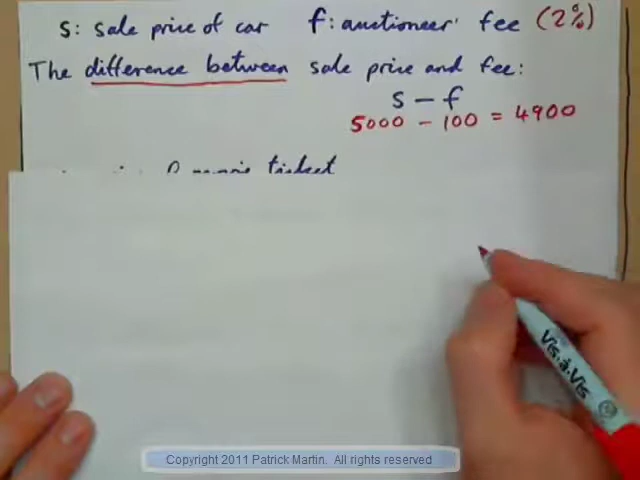 s: sale price of car f: auctioneer' fee (2%)
The difference between sale price and fee:
s - f
5000 - 100 = 4900
ticket
Vis.à.Vis
Copyright 2011 Patrick Martin. All rights reserved